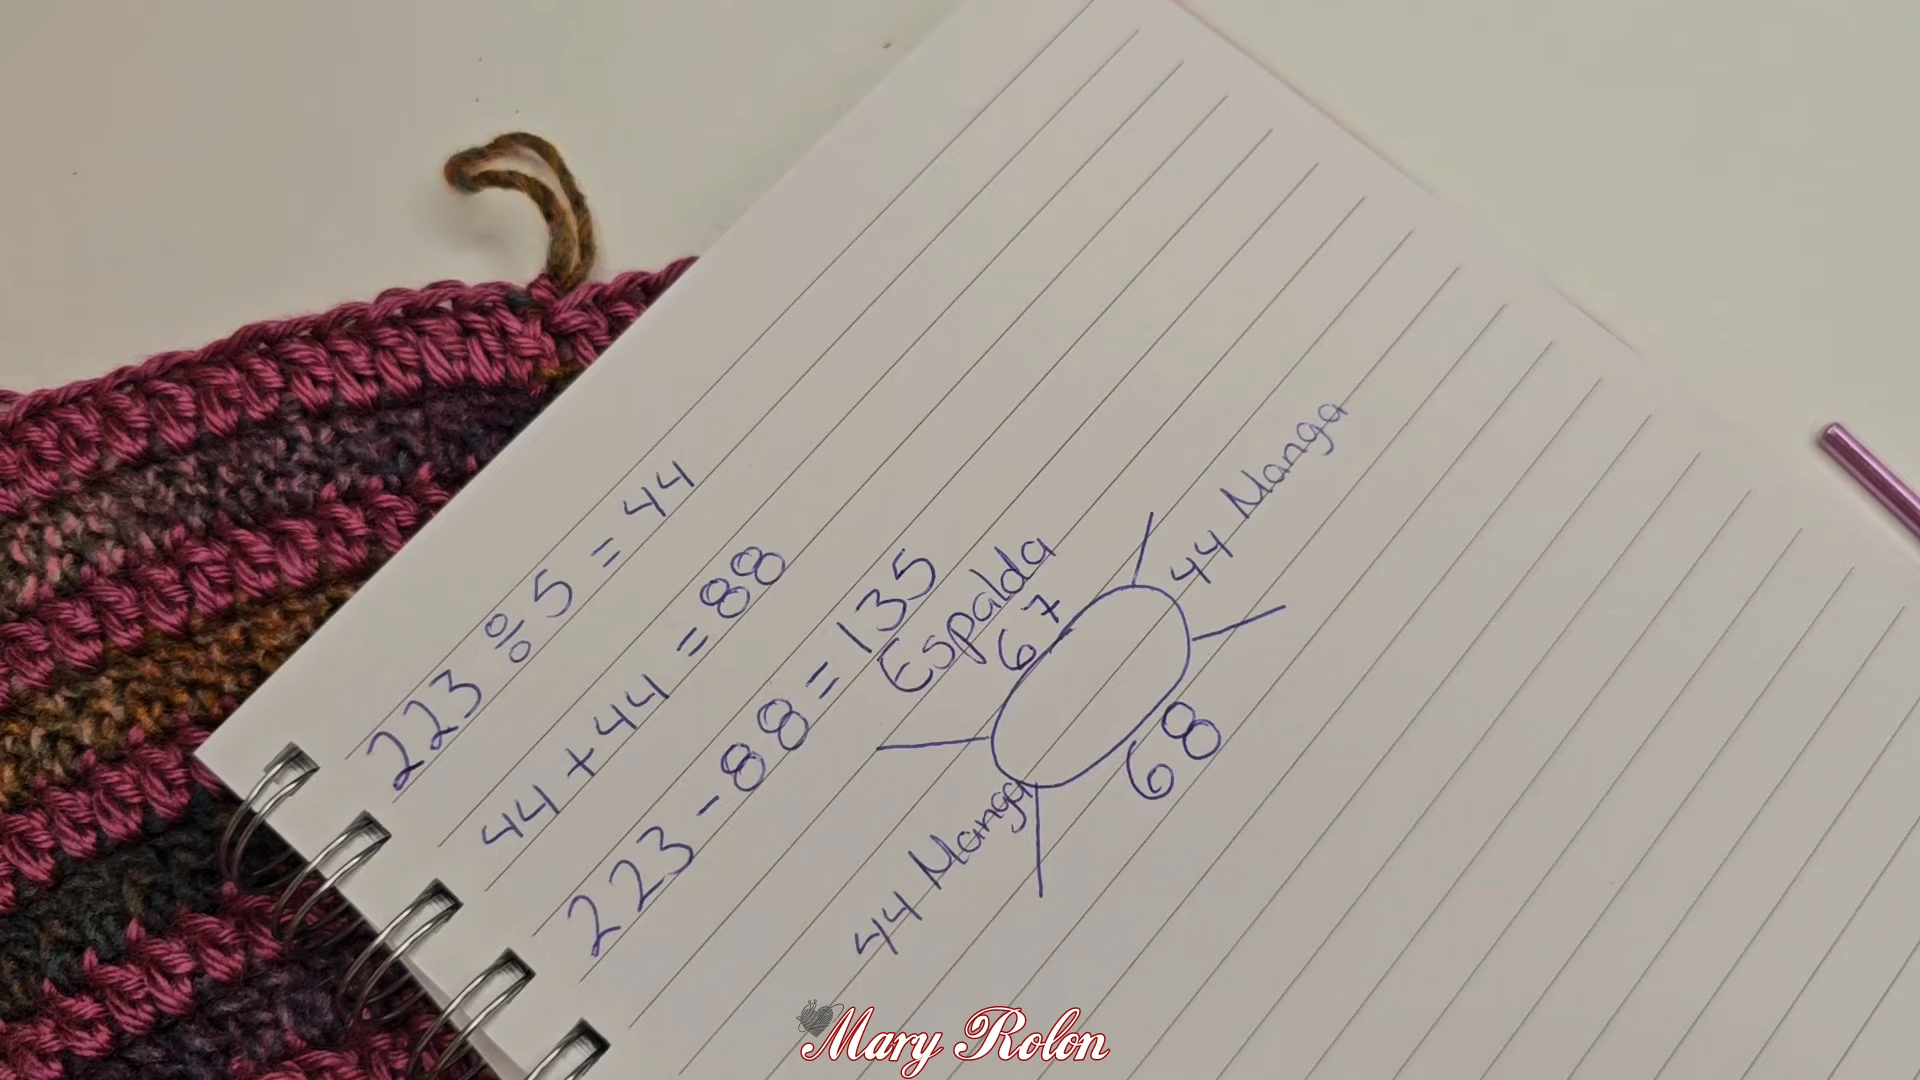 223 ÷ 5 = 44
44 + 44 = 88
223 - 88 = 135
Espalda
67
44 Manga
44 Manga
68
Mary Rolon